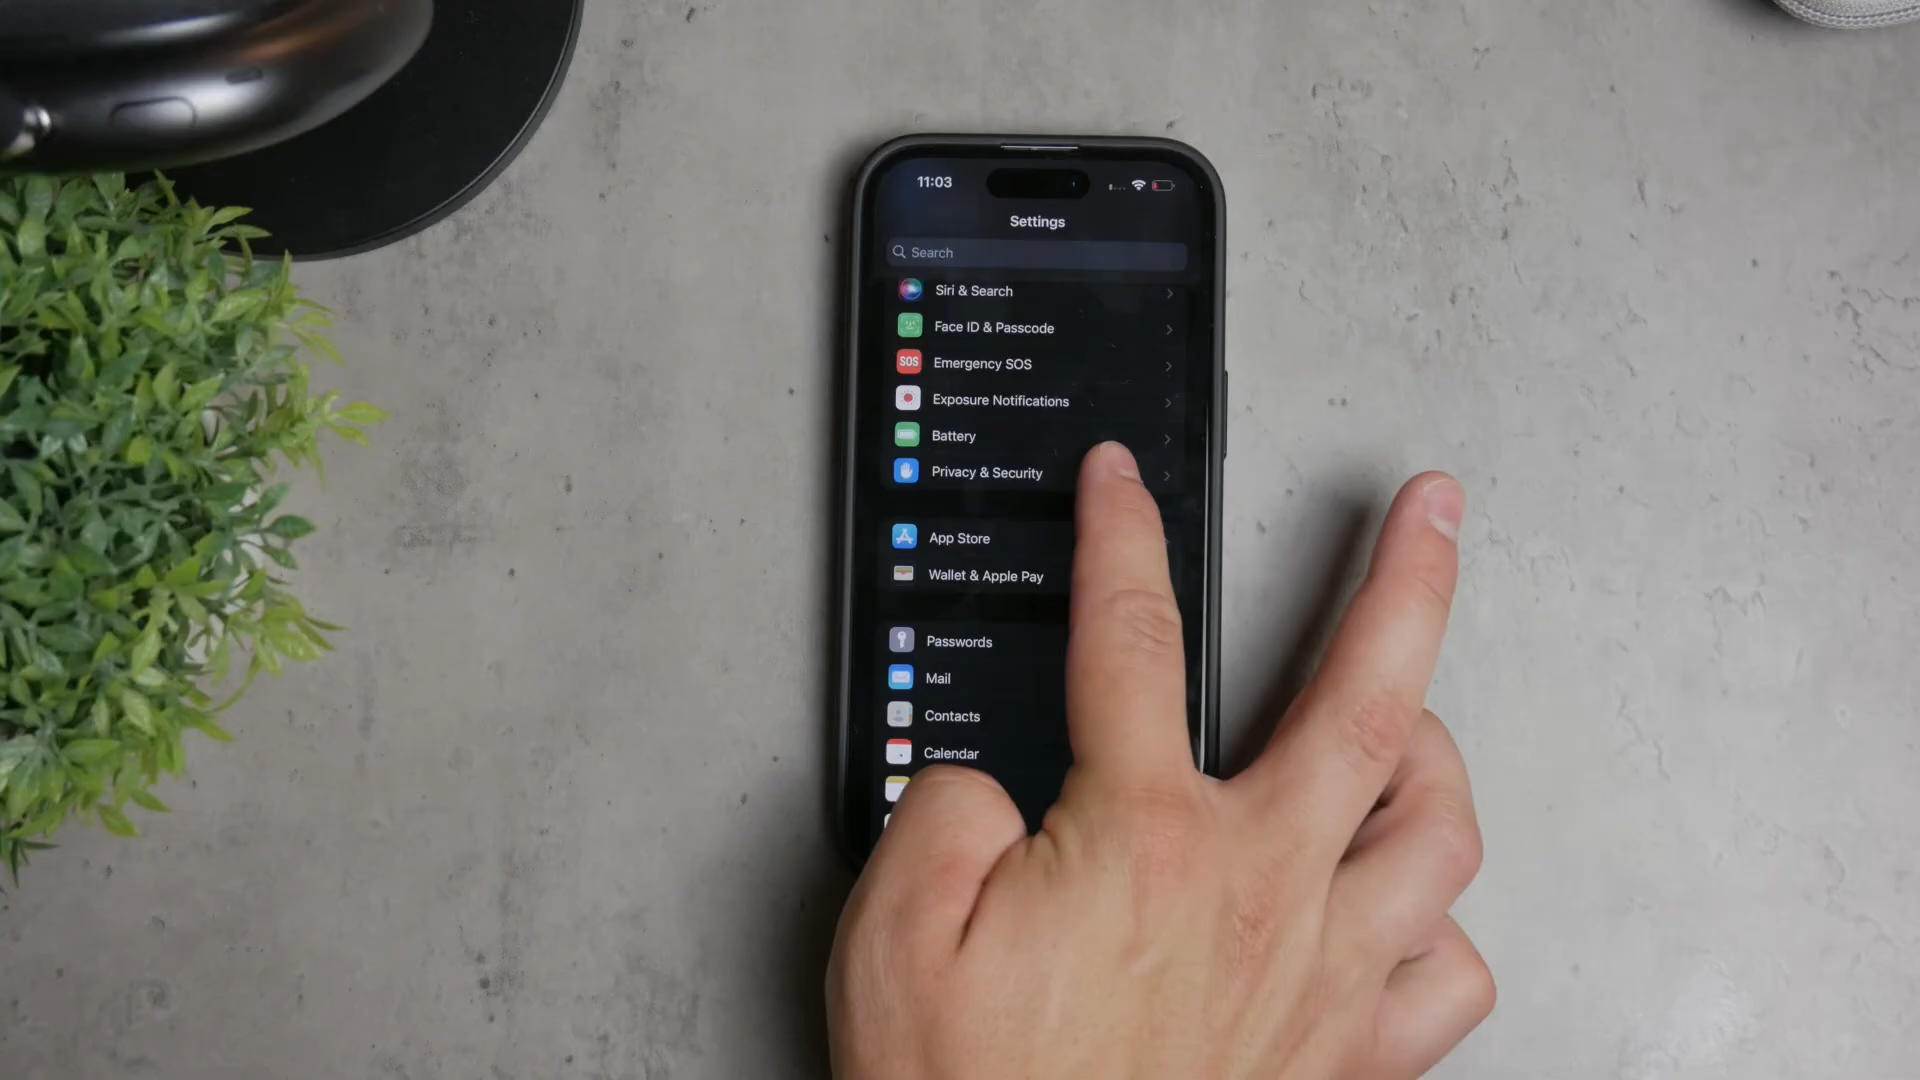 11:03
Settings
Search
Siri & Search
Face ID & Passcode
SOS
Emergency SOS
Exposure Notifications
Battery
Privacy & Security
App Store
Wallet & Apple Pay
Passwords
Mail
Contacts
Calendar